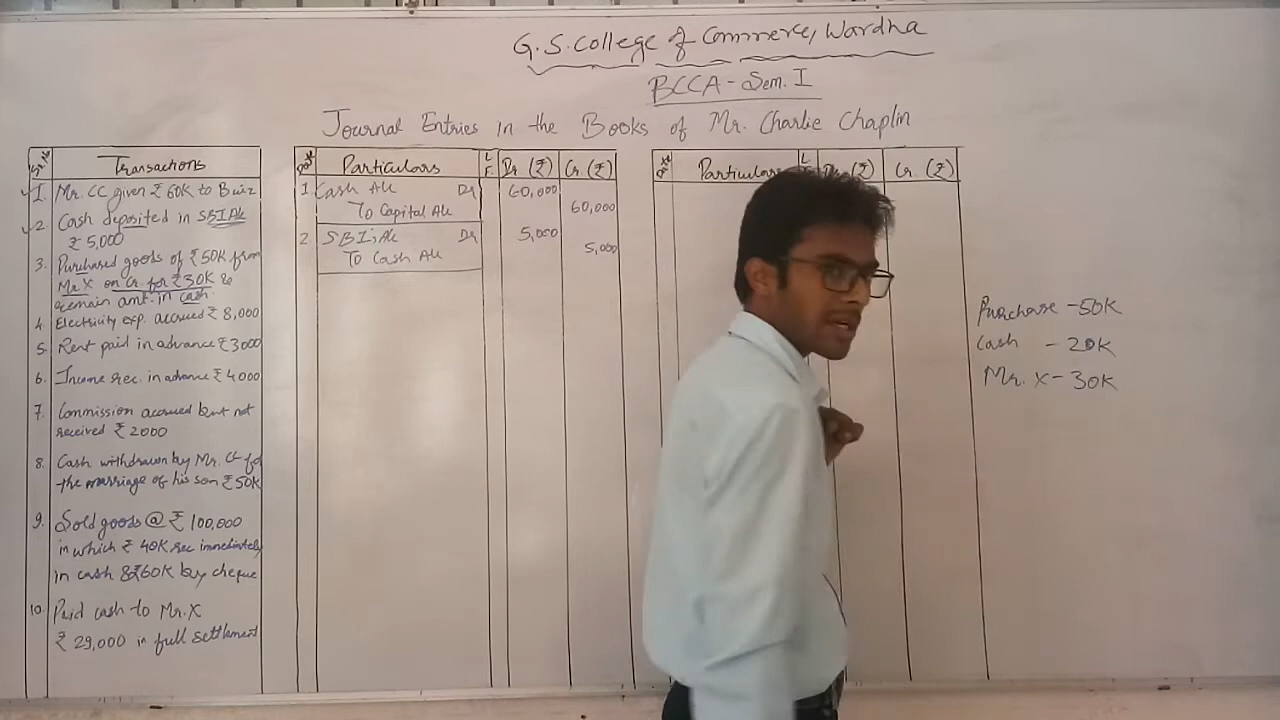 G.S. College of Commerce, Wardha
BCCA - Sem. I
Journal Entries in the Books of Mr. Charlie Chaplin
Sr. No Transactions
1. Mr. CC given ₹ 60K to Buiz
2. Cash deposited in SBI A/c
₹ 5,000
3. Purchased goods of ₹ 50K from
Mr X on Cr. for ₹ 30K &
remain amt. in cash.
4. Electricity exp. accrued ₹ 8,000
5. Rent paid in advance ₹ 3000
6. Income rec. in advance ₹ 4000
7. Commission accrued but not
received ₹ 2000
8. Cash withdrawn by Mr. CC for
the marriage of his son ₹ 50K
9. Sold goods @ ₹ 100,000
in which ₹ 40K rec immediately
in cash & ₹60K by cheque
10. Paid cash to Mr. X
₹ 29,000 in full settlement
Date Particulars L F. Dr (₹) Cr. (₹)
1 Cash A/c Dr 60,000
To Capital A/c 60,000
2 SBI's A/c Dr 5,000
To Cash A/c 5,000
Date Particulars L (₹) Cr. (₹)
Purchase - 50K
Cash - 20K
Mr. X - 30K